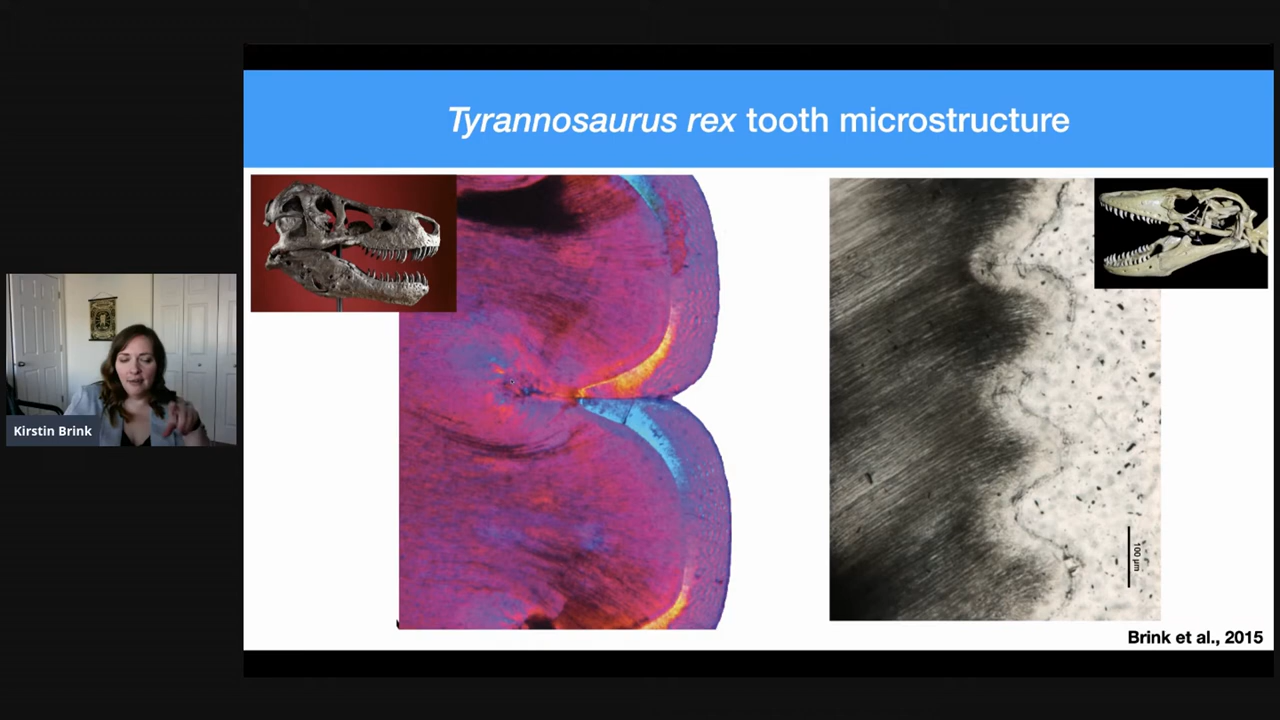 Tyrannosaurus rex tooth microstructure
Kirstin Brink
100 µm
Brink et al., 2015